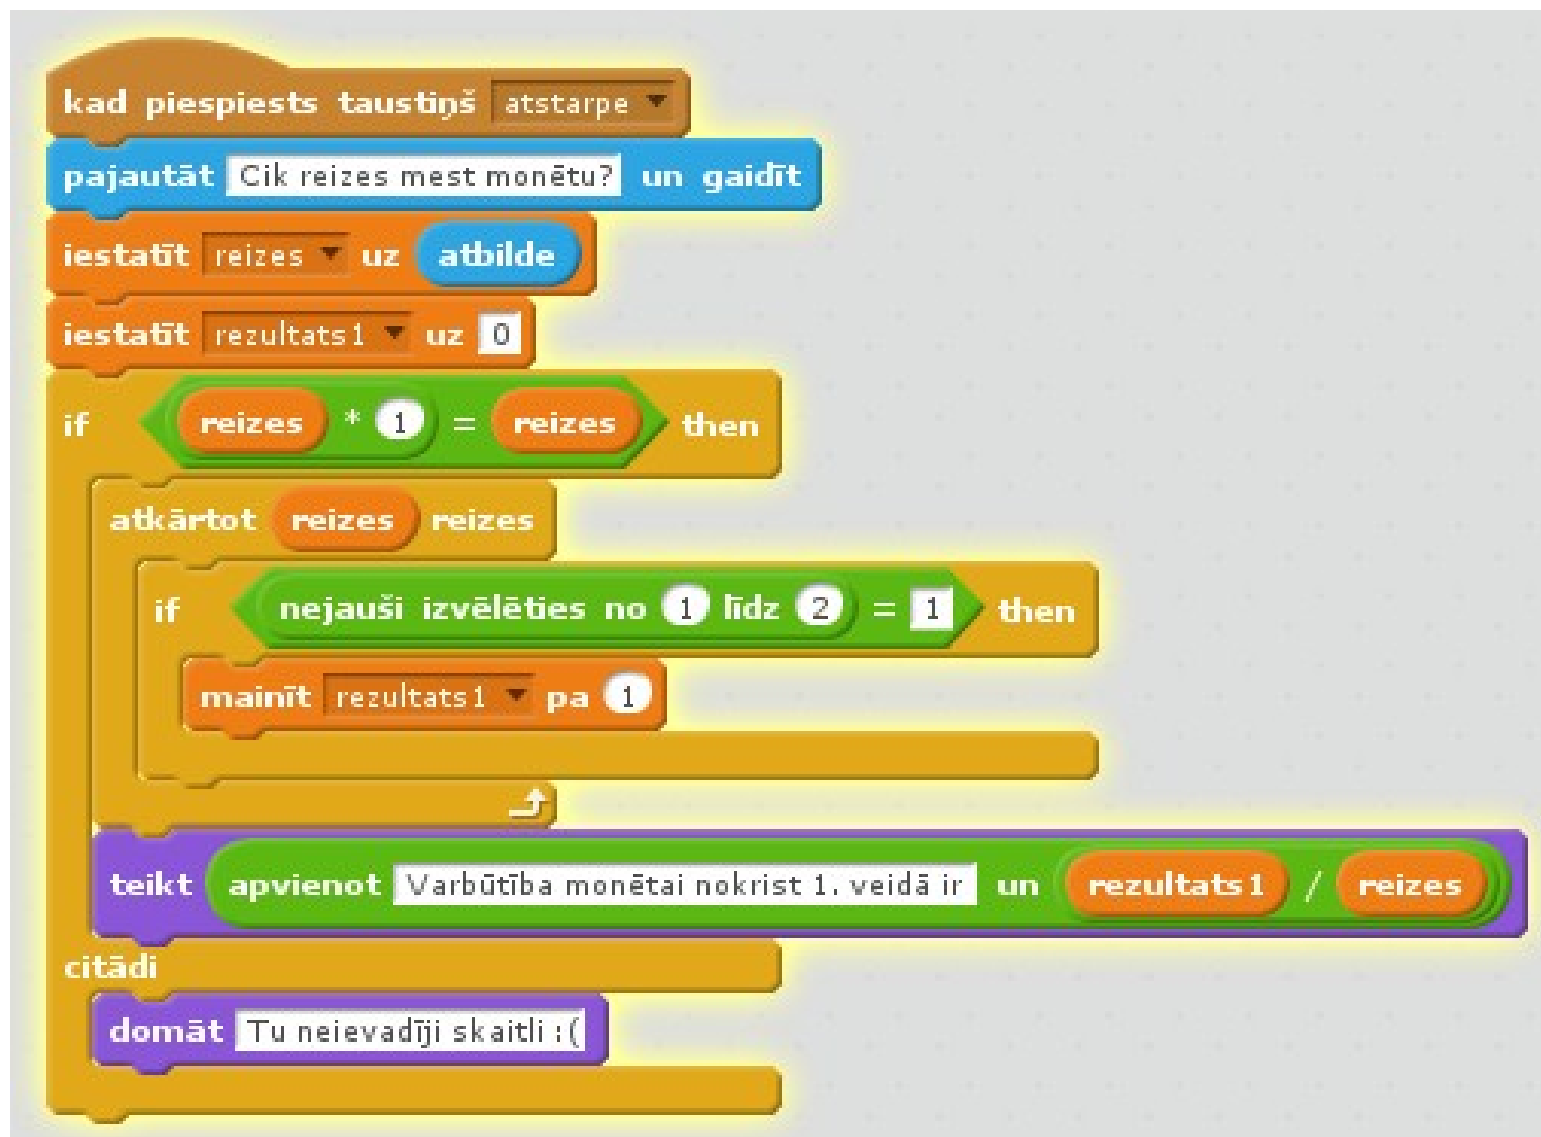 kad piespiests taustiņš atstarpe
pajautāt Cik reizes mest monētu? un gaidīt
iestatīt reizes uz atbilde
iestatīt rezultats1 uz 0
if reizes * 1 = reizes then
atkārtot reizes reizes
if nejauši izvēlēties no 1 līdz 2 = 1 then
mainīt rezultats1 pa 1
teikt apvienot Varbūtība monētai nokrist 1. veidā ir un rezultats1 / reizes
citādi
domāt Tu neievadīji skaitli :(